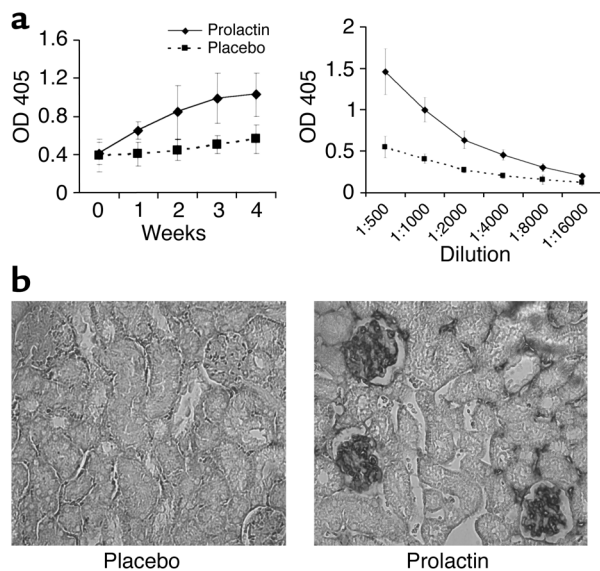 a
Prolactin
Placebo
OD 405
1.6
1.2
0.8
0.4
0
0 1 2 3 4
Weeks
OD 405
2
1.5
1
0.5
0
1:500 1:1000 1:2000 1:4000 1:8000 1:16000
Dilution
b
Placebo
Prolactin